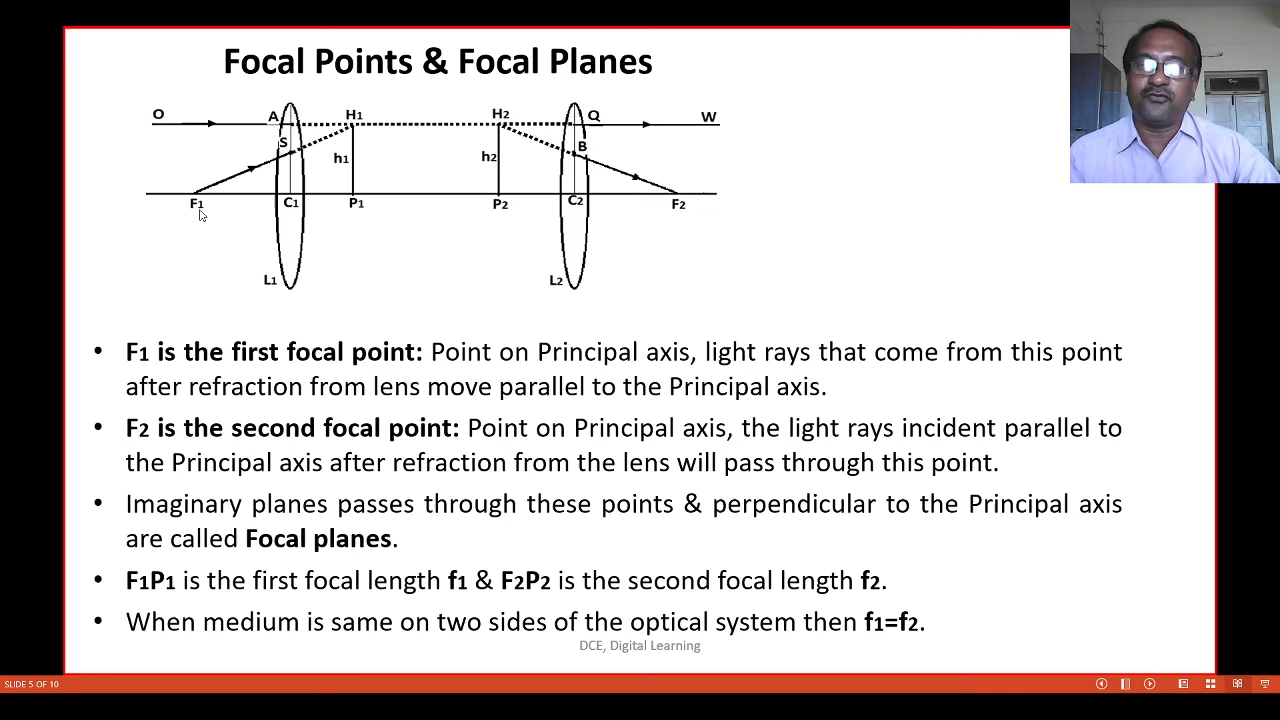 Focal Points & Focal Planes
O A H1 H2 Q W
S h1 h2 B
F1 C1 P1 P2 C2 F2
L1 L2
• F1 is the first focal point: Point on Principal axis, light rays that come from this point
after refraction from lens move parallel to the Principal axis.
• F2 is the second focal point: Point on Principal axis, the light rays incident parallel to
the Principal axis after refraction from the lens will pass through this point.
• Imaginary planes passes through these points & perpendicular to the Principal axis
are called Focal planes.
• F1P1 is the first focal length f1 & F2P2 is the second focal length f2.
• When medium is same on two sides of the optical system then f1=f2.
DCE, Digital Learning
SLIDE 5 OF 10